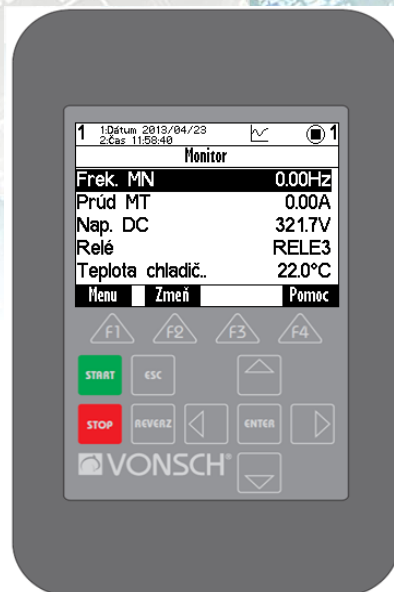 1 1:Dátum 2013/04/23 1
2:Čas 11:58:40
Monitor
Frek. MN 0.00Hz
Prúd MT 0.00A
Nap. DC 321.7V
Relé RELE3
Teplota chladič.. 22.0°C
Menu Zmeň Pomoc
F1 F2 F3 F4
START ESC
STOP REVERZ ENTER
VONSCH®